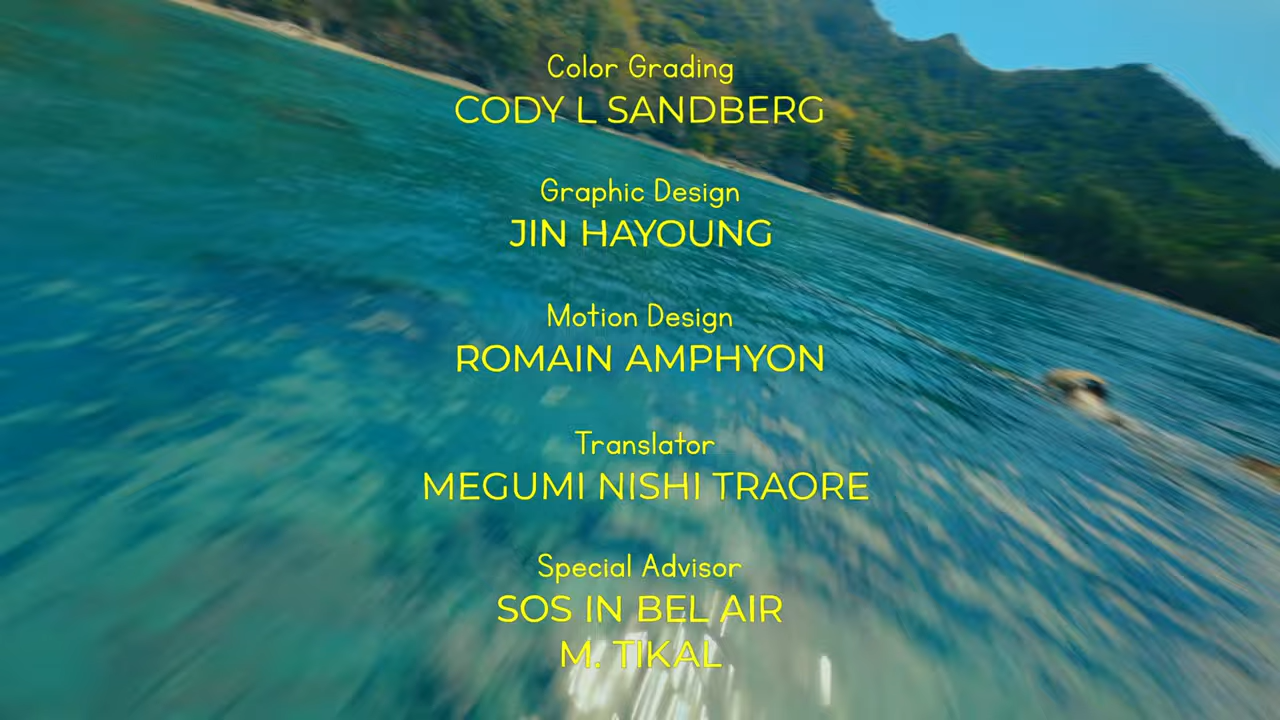 Color Grading
CODY L SANDBERG
Graphic Design
JIN HAYOUNG
Motion Design
ROMAIN AMPHYON
Translator
MEGUMI NISHI TRAORE
Special Advisor
SOS IN BEL AIR
M. TIKAL